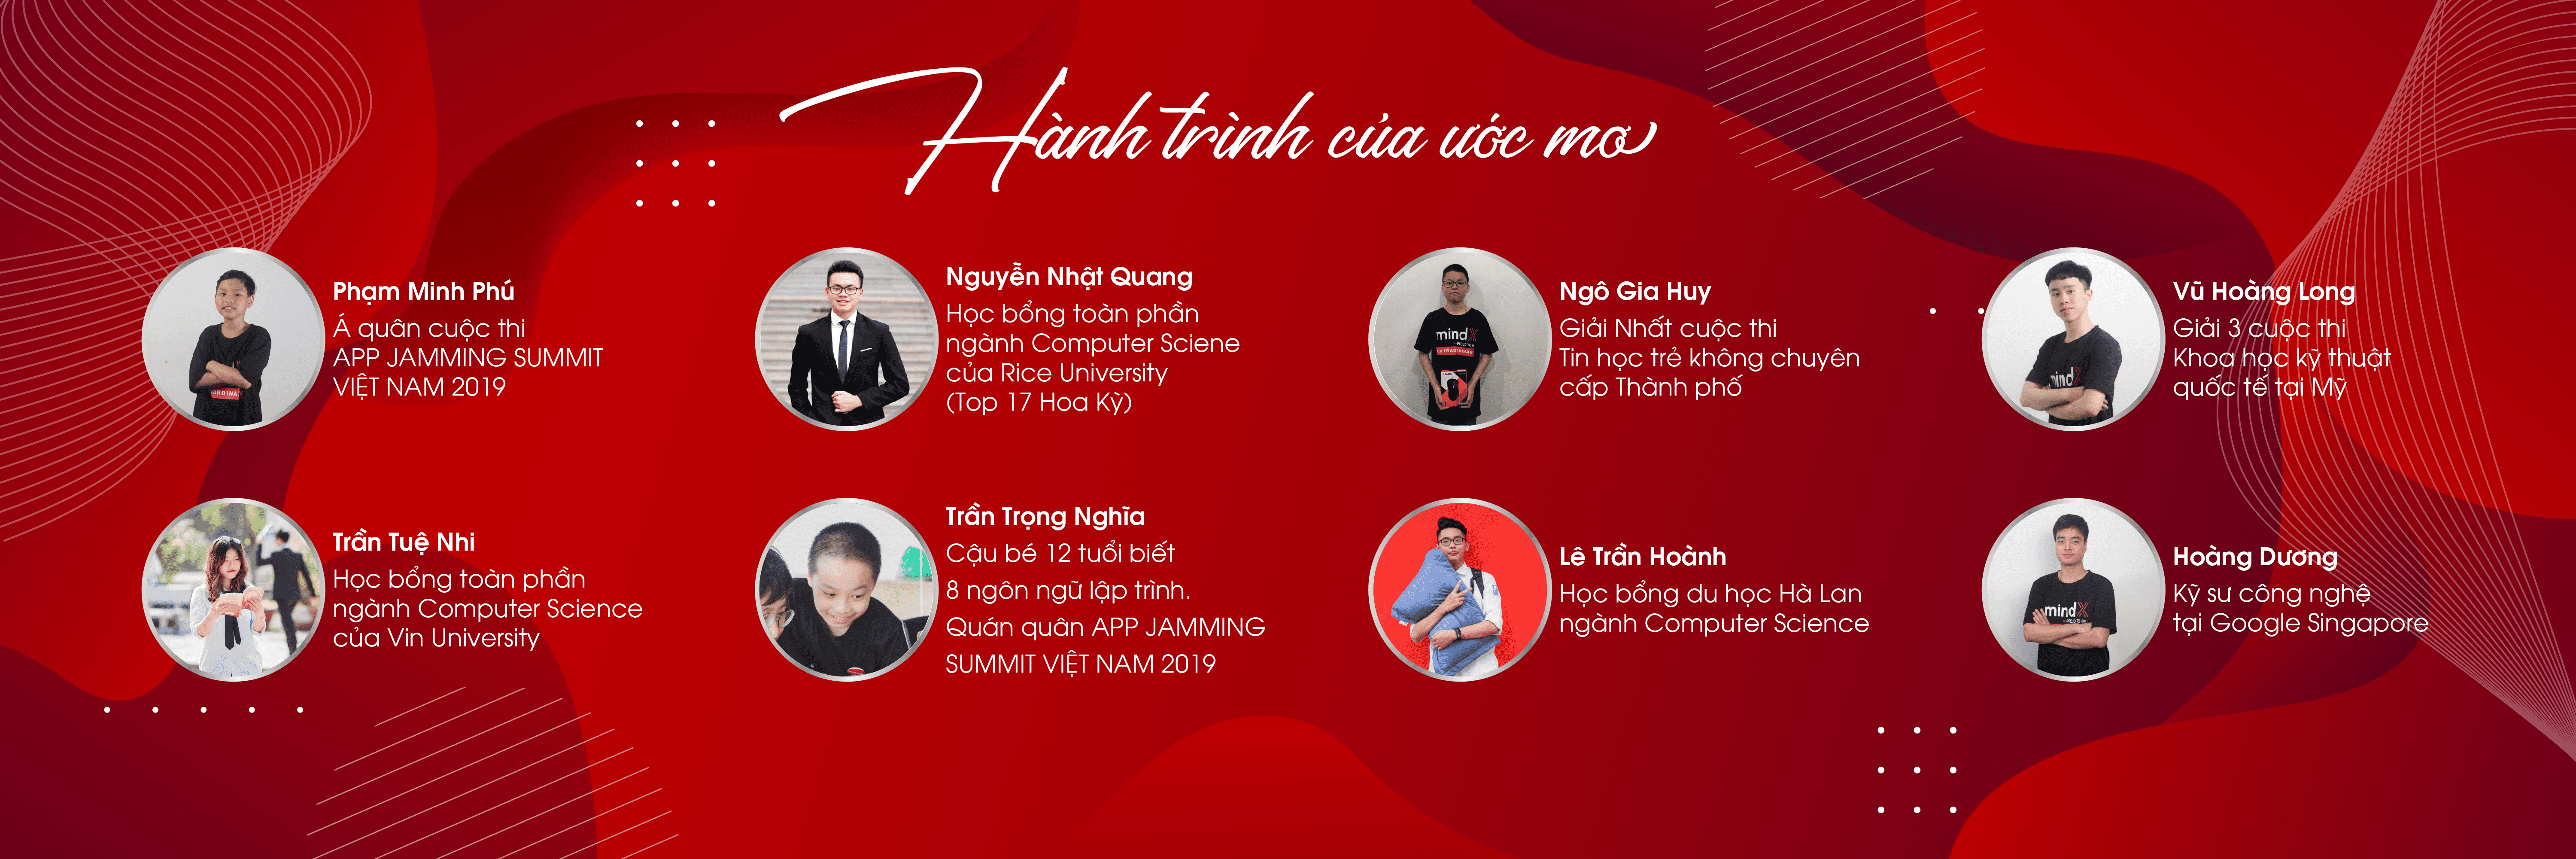 Hành trình của ước mơ
Phạm Minh Phú
Á quân cuộc thi
APP JAMMING SUMMIT
VIỆT NAM 2019
Nguyễn Nhật Quang
Học bổng toàn phần
ngành Computer Sciene
của Rice University
(Top 17 Hoa Kỳ)
Ngô Gia Huy
Giải Nhất cuộc thi
Tin học trẻ không chuyên
cấp Thành phố
mindX
Vũ Hoàng Long
Giải 3 cuộc thi
Khoa học kỹ thuật
quốc tế tại Mỹ
Trần Tuệ Nhi
Học bổng toàn phần
ngành Computer Science
của Vin University
Trần Trọng Nghĩa
Cậu bé 12 tuổi biết
8 ngôn ngữ lập trình.
Quán quân APP JAMMING
SUMMIT VIỆT NAM 2019
Lê Trần Hoành
Học bổng du học Hà Lan
ngành Computer Science
Hoàng Dương
Kỹ sư công nghệ
tại Google Singapore
mindX